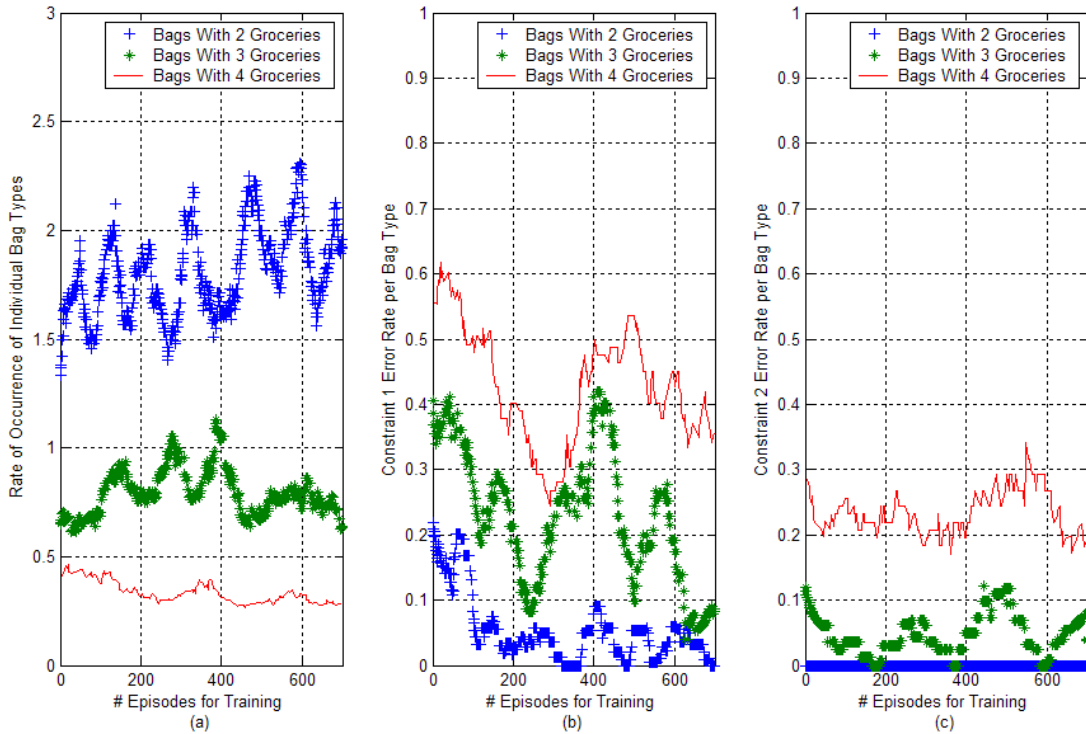 Bags With 2 Groceries
Bags With 3 Groceries
Bags With 4 Groceries
Rate of Occurrence of Individual Bag Types
3
2.5
2
1.5
1
0.5
0
0 200 400 600
# Episodes for Training
(a)
Bags With 2 Groceries
Bags With 3 Groceries
Bags With 4 Groceries
Constraint 1 Error Rate per Bag Type
1
0.9
0.8
0.7
0.6
0.5
0.4
0.3
0.2
0.1
0
0 200 400 600
# Episodes for Training
(b)
Bags With 2 Groceries
Bags With 3 Groceries
Bags With 4 Groceries
Constraint 2 Error Rate per Bag Type
1
0.9
0.8
0.7
0.6
0.5
0.4
0.3
0.2
0.1
0
0 200 400 600
# Episodes for Training
(c)